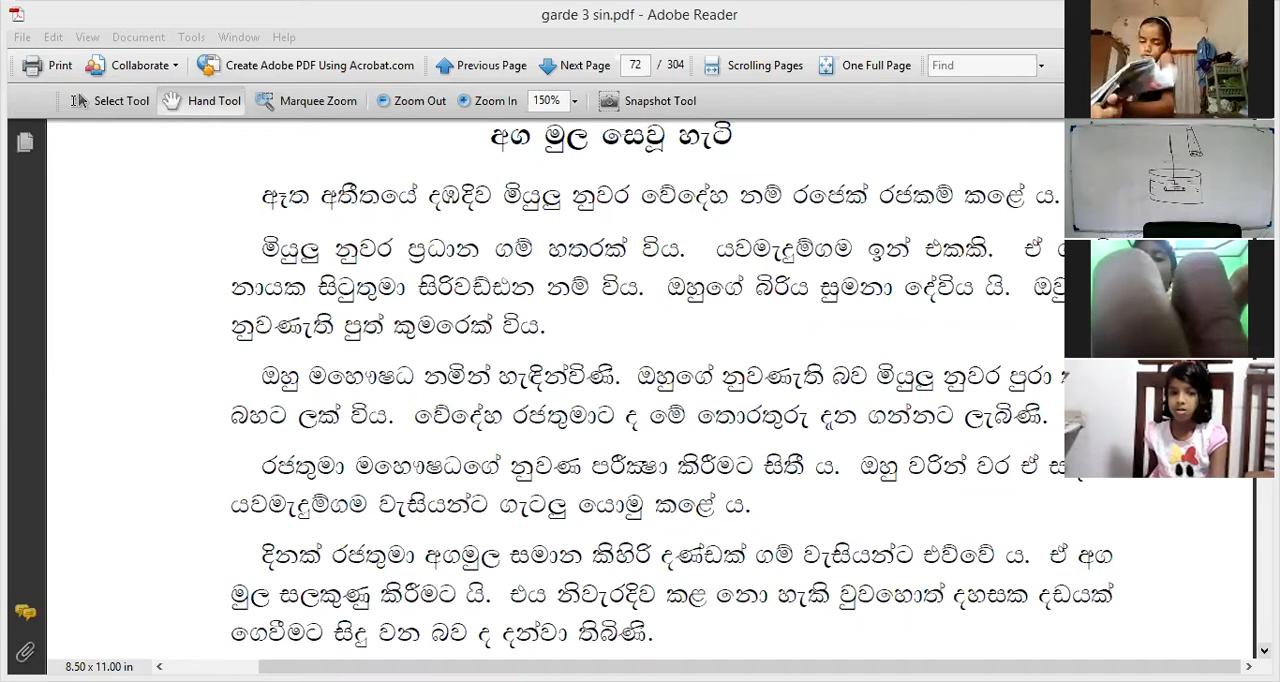 garde 3 sin.pdf - Adobe Reader
File Edit View Document Tools Window Help
Print Collaborate Create Adobe PDF Using Acrobat.com Previous Page Next Page 72 / 304 Scrolling Pages One Full Page Find
Select Tool Hand Tool Marquee Zoom Zoom Out Zoom In 150% Snapshot Tool
අග මුල සෙවූ හැටි
ඈත අතීතයේ දඹදිව මියුලු නුවර වේදේහ නම් රජෙක් රජකම් කළේ ය.
මියුලු නුවර ප්‍රධාන ගම් හතරක් විය. යවමැදුම්ගම ඉන් එකකි. ඒ
නායක සිටුතුමා සිරිවඩ්ඪන නම් විය. ඔහුගේ බිරිය සුමනා දේවිය යි.
නුවණැති පුත් කුමරෙක් විය.
ඔහු මහෞෂධ නමින් හැඳින්විණි. ඔහුගේ නුවණැති බව මියුලු නුවර පුරා
බහට ලක් විය. වේදේහ රජතුමාට ද මේ තොරතුරු දැන ගන්නට ලැබිණි.
රජතුමා මහෞෂධගේ නුවණ පරීක්‍ෂා කිරීමට සිතී ය. ඔහු වරින් වර ඒ
යවමැදුම්ගම වැසියන්ට ගැටලු යොමු කළේ ය.
දිනක් රජතුමා අගමුල සමාන කිහිරි දණ්ඩක් ගම් වැසියන්ට එව්වේ ය. ඒ අග
මුල සලකුණු කිරීමට යි. එය නිවැරදිව කළ නො හැකි වුවහොත් දහසක දඩයක්
ගෙවීමට සිදු වන බව ද දන්වා තිබිණි.
8.50 x 11.00 in